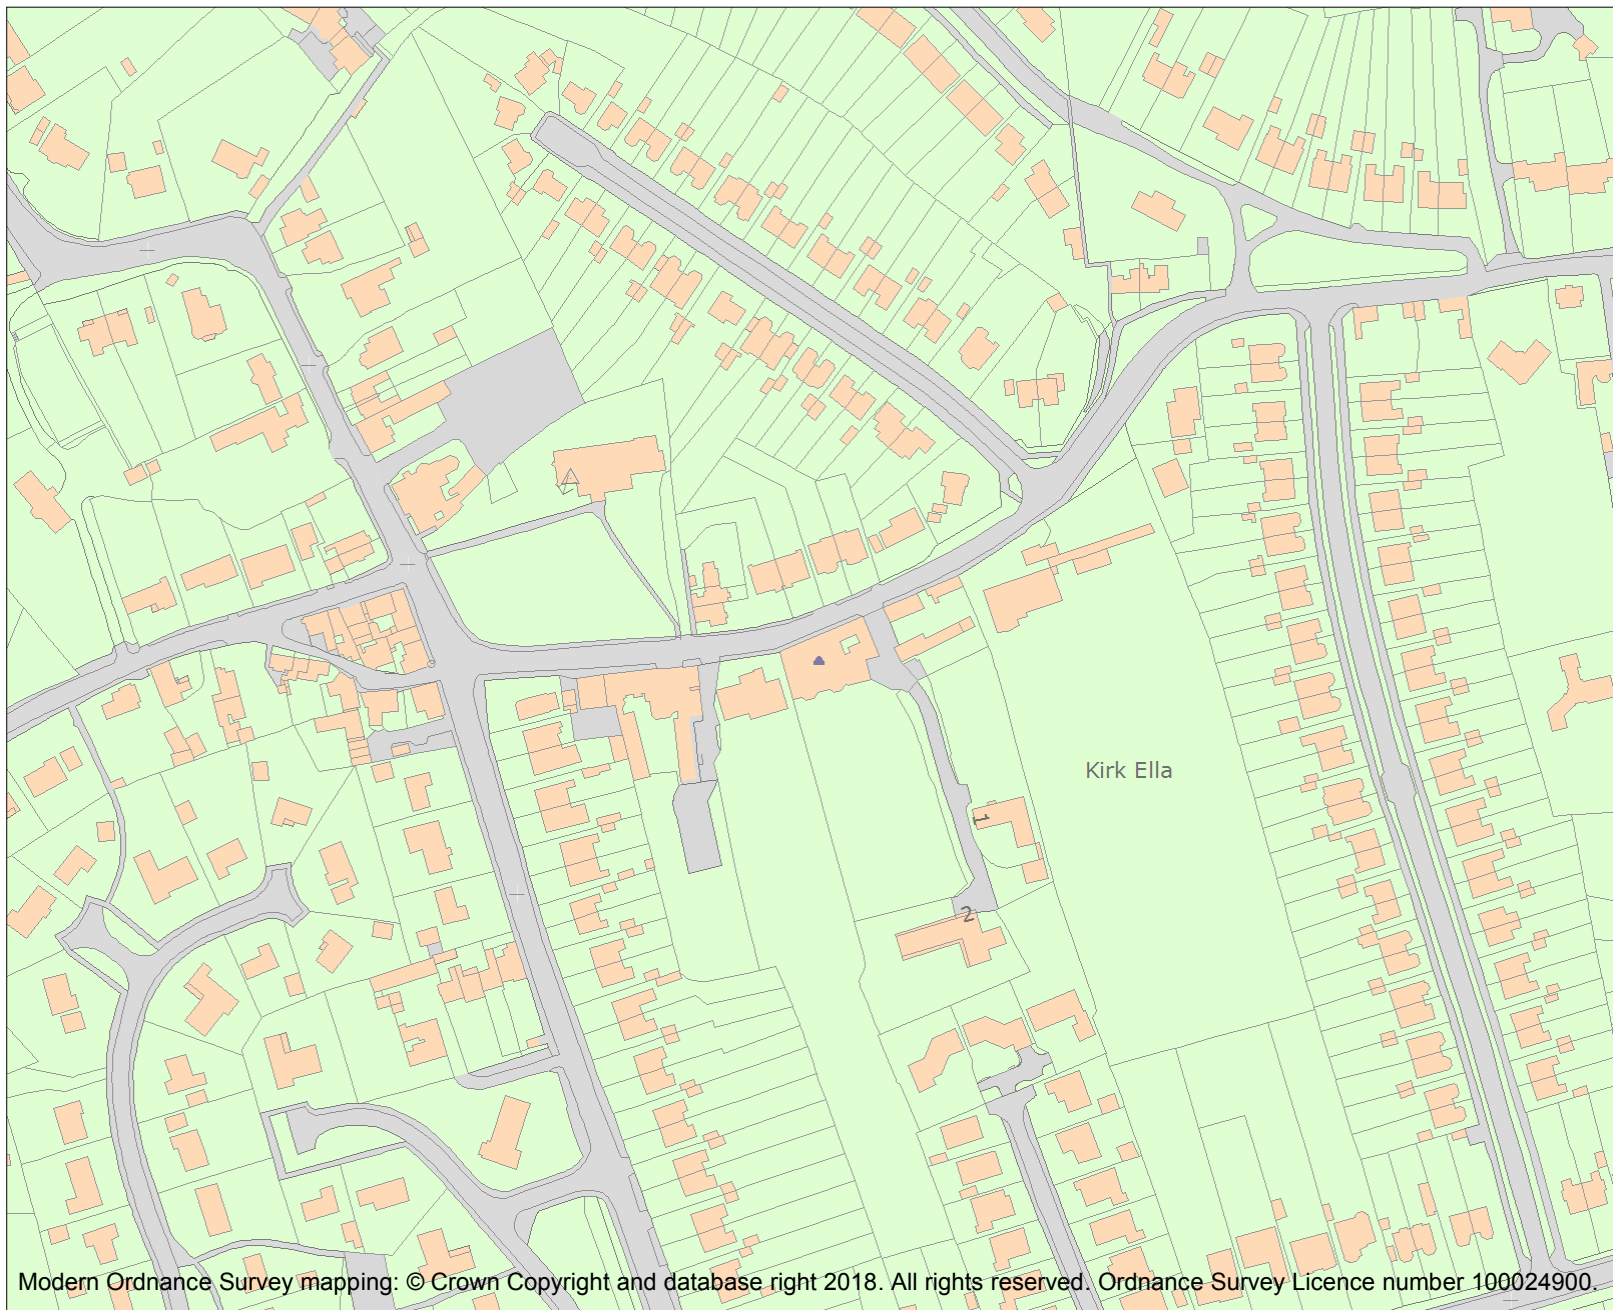 Kirk Ella
1
2
Modern Ordnance Survey mapping: © Crown Copyright and database right 2018. All rights reserved. Ordnance Survey Licence number 100024900.